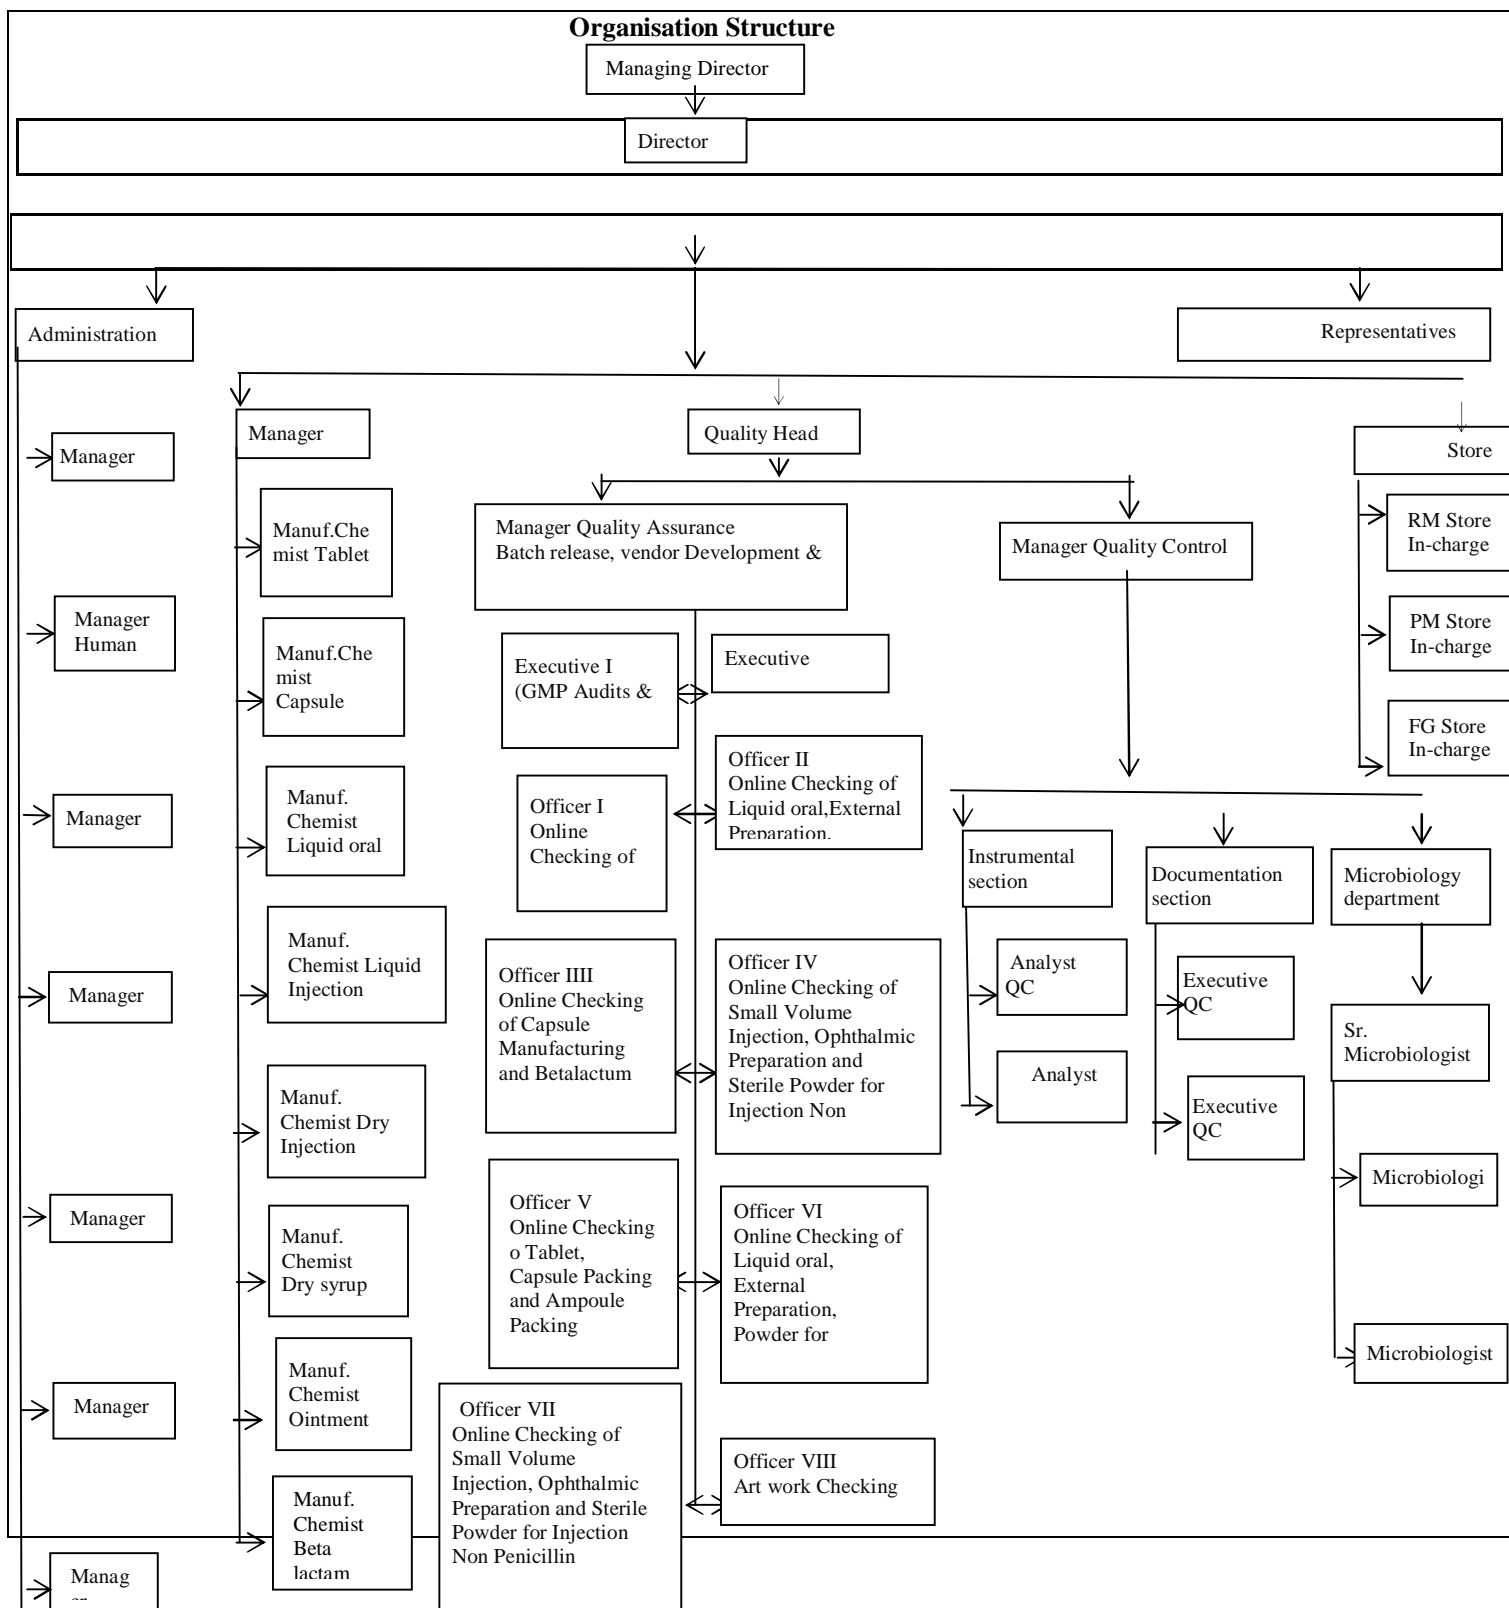 Organisation Structure
Managing Director
Director
Administration
Representatives
Manager
Manager
Human
Manager
Manager
Manager
Manager
Manag
Manager
Manuf.Che
mist Tablet
Manuf.Che
mist
Capsule
Manuf.
Chemist
Liquid oral
Manuf.
Chemist Liquid
Injection
Manuf.
Chemist Dry
Injection
Manuf.
Chemist
Dry syrup
Manuf.
Chemist
Ointment
Manuf.
Chemist
Beta
lactam
Quality Head
Manager Quality Assurance
Batch release, vendor Development &
Executive I
(GMP Audits &
Executive
Officer I
Online
Checking of
Officer II
Online Checking of
Liquid oral,External
Preparation,
Officer IIII
Online Checking
of Capsule
Manufacturing
and Betalactum
Officer IV
Online Checking of
Small Volume
Injection, Ophthalmic
Preparation and
Sterile Powder for
Injection Non
Officer V
Online Checking
o Tablet,
Capsule Packing
and Ampoule
Packing
Officer VI
Online Checking of
Liquid oral,
External
Preparation,
Powder for
Officer VII
Online Checking of
Small Volume
Injection, Ophthalmic
Preparation and Sterile
Powder for Injection
Non Penicillin
Officer VIII
Art work Checking
Manager Quality Control
Instrumental
section
Analyst
QC
Analyst
Documentation
section
Executive
QC
Executive
QC
Microbiology
department
Sr.
Microbiologist
Microbiologi
Microbiologist
Store
RM Store
In-charge
PM Store
In-charge
FG Store
In-charge